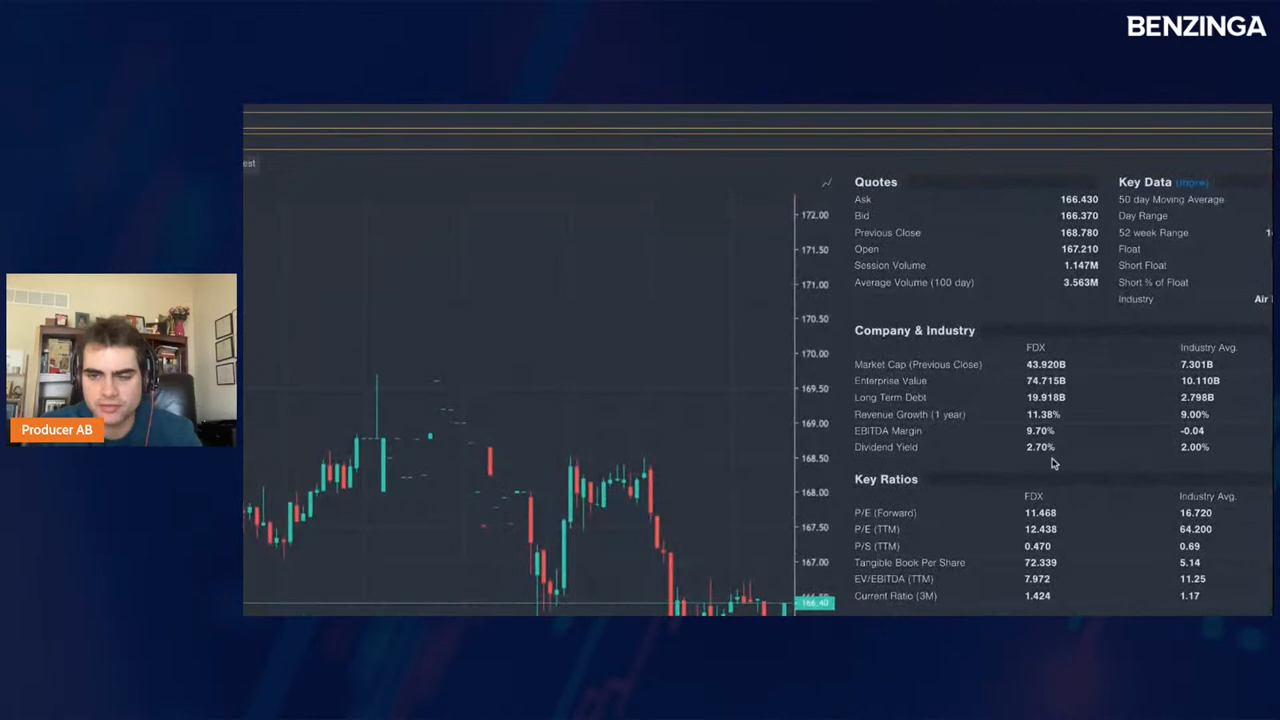 BENZINGA
est
172.00
171.50
171.00
170.50
170.00
169.50
169.00
168.50
168.00
167.50
167.00
166.40
Quotes
Ask 166.430
Bid 166.370
Previous Close 168.780
Open 167.210
Session Volume 1.147M
Average Volume (100 day) 3.563M
Key Data (more)
50 day Moving Average
Day Range
52 week Range 1
Float
Short Float
Short % of Float
Industry Air
Company & Industry
FDX Industry Avg.
Market Cap (Previous Close) 43.920B 7.301B
Enterprise Value 74.715B 10.110B
Long Term Debt 19.918B 2.798B
Revenue Growth (1 year) 11.38% 9.00%
EBITDA Margin 9.70% -0.04
Dividend Yield 2.70% 2.00%
Key Ratios
FDX Industry Avg.
P/E (Forward) 11.468 16.720
P/E (TTM) 12.438 64.200
P/S (TTM) 0.470 0.69
Tangible Book Per Share 72.339 5.14
EV/EBITDA (TTM) 7.972 11.25
Current Ratio (3M) 1.424 1.17
Producer AB